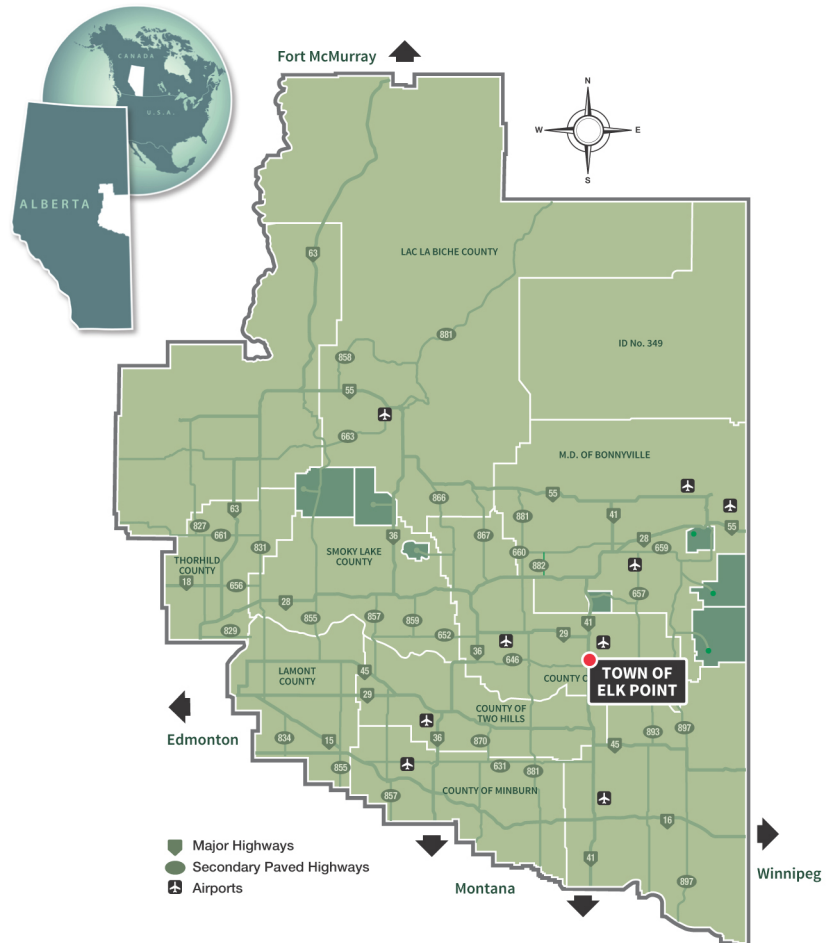 Fort McMurray
CANADA
U.S.A.
ALBERTA
N
W
E
S
63
LAC LA BICHE COUNTY
881
ID No. 349
858
55
663
M.D. OF BONNYVILLE
866
55
63
827
661
831
36
867
881
41
28
659
55
THORHILD
COUNTY
SMOKY LAKE
COUNTY
660
882
18
656
657
28
855
857
859
829
652
41
29
36
646
LAMONT
COUNTY
45
29
COUNTY O
TOWN OF
ELK POINT
COUNTY OF
TWO HILLS
Edmonton
834
15
36
870
45
893
897
855
631
881
857
COUNTY OF MINBURN
16
41
897
Major Highways
Secondary Paved Highways
Airports
Montana
Winnipeg